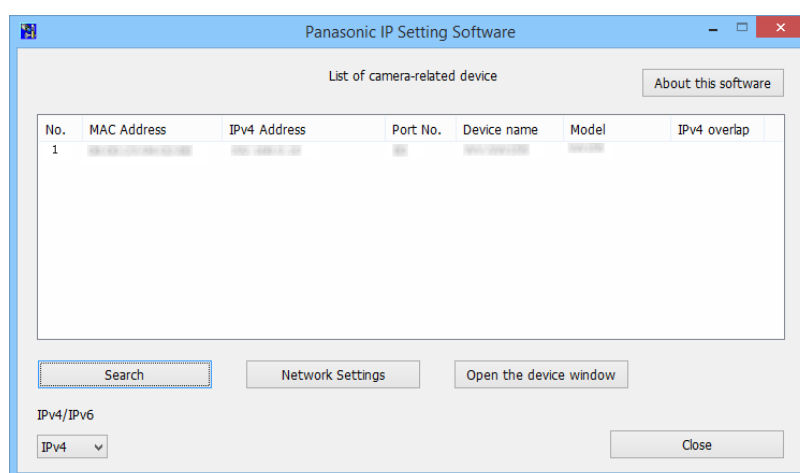 Panasonic IP Setting Software
List of camera-related device
About this software
No. MAC Address IPv4 Address Port No. Device name Model IPv4 overlap
1
Search Network Settings Open the device window
IPv4/IPv6
IPv4
Close